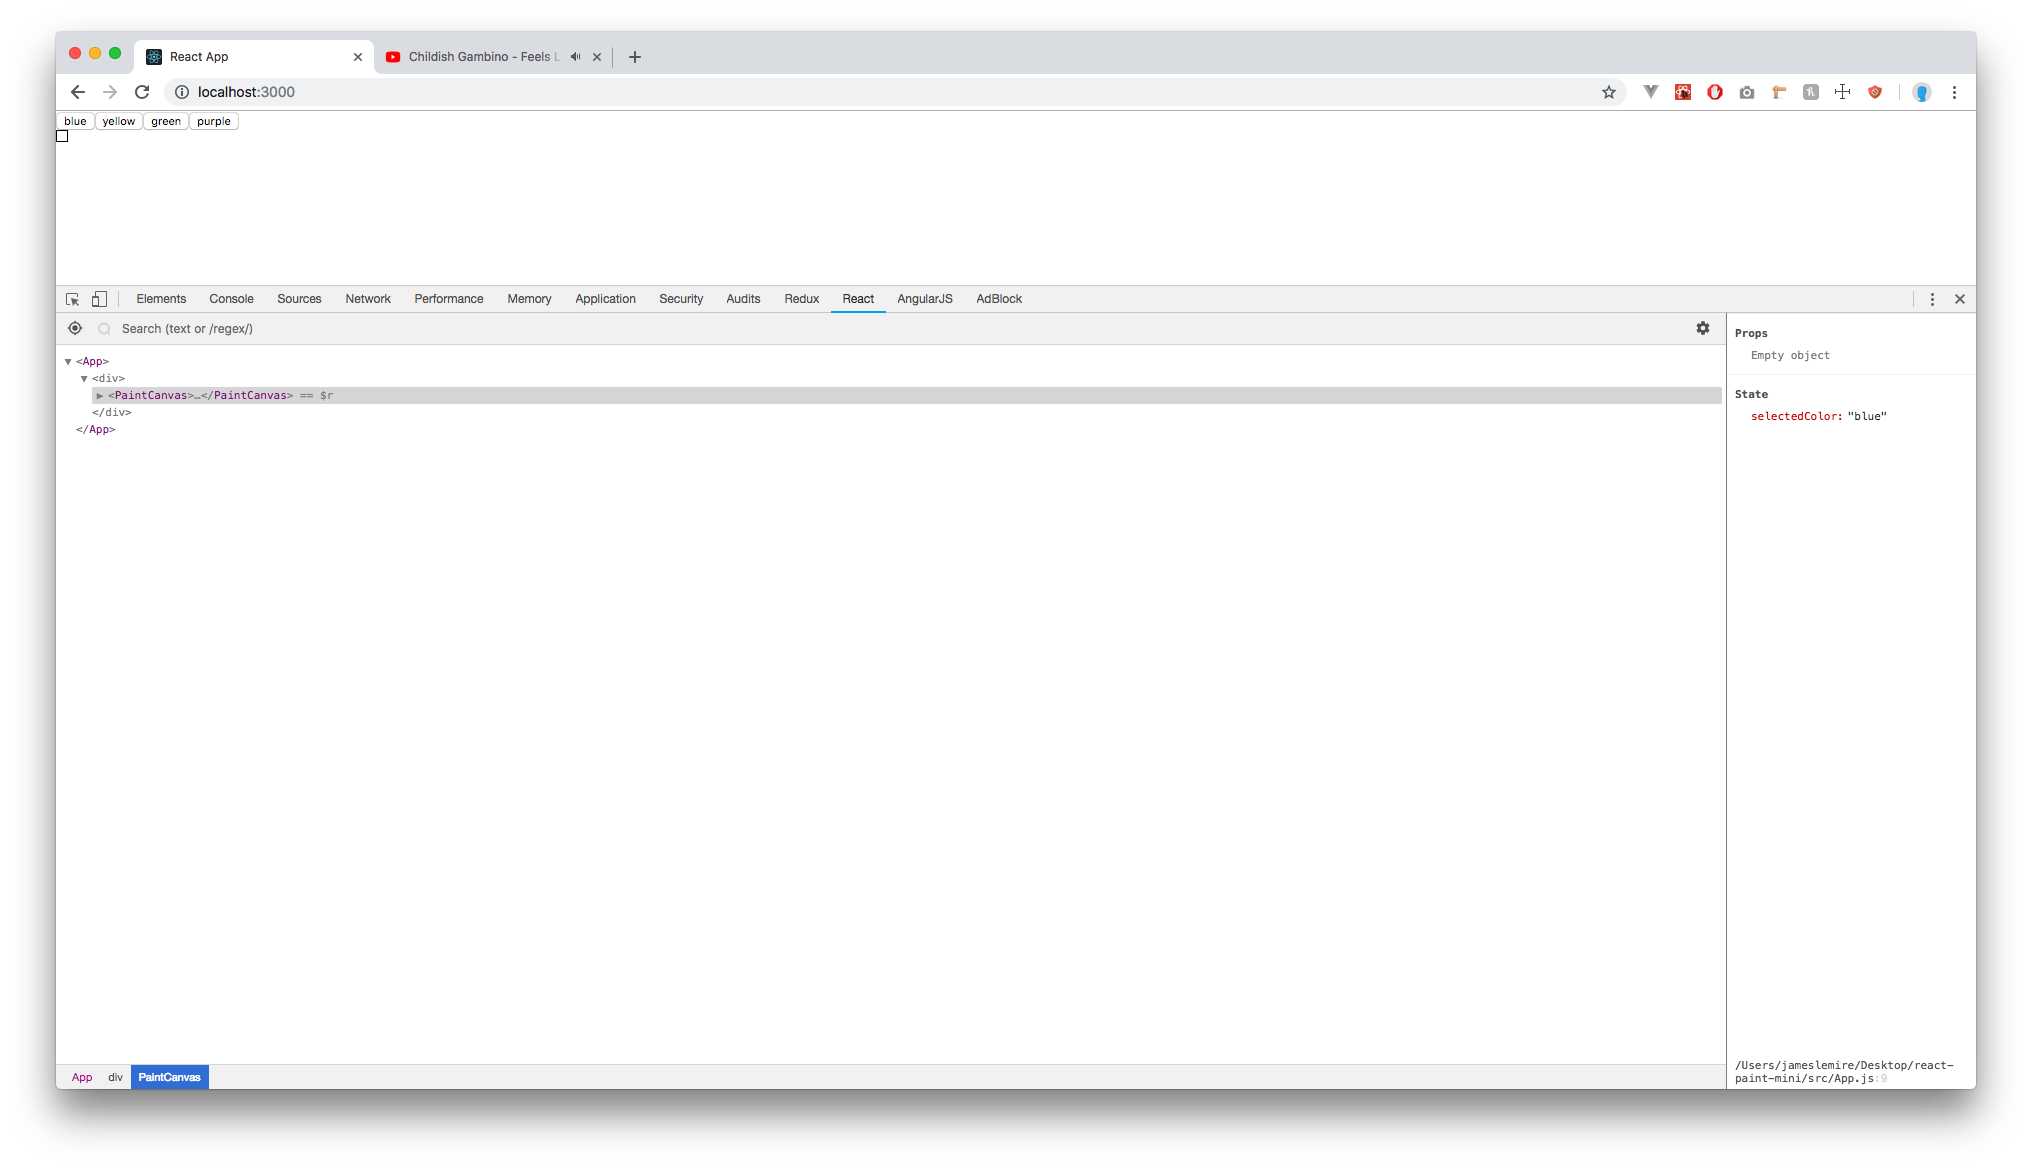 React App
Childish Gambino - Feels L
localhost:3000
blue yellow green purple
Elements Console Sources Network Performance Memory Application Security Audits Redux React AngularJS AdBlock
Search (text or /regex/)
Props
Empty object
▼ <App>
▼ <div>
▶ <PaintCanvas>…</PaintCanvas> == $r
</div>
</App>
State
selectedColor: "blue"
/Users/jameslemire/Desktop/react-
paint-mini/src/App.js:9
App div PaintCanvas